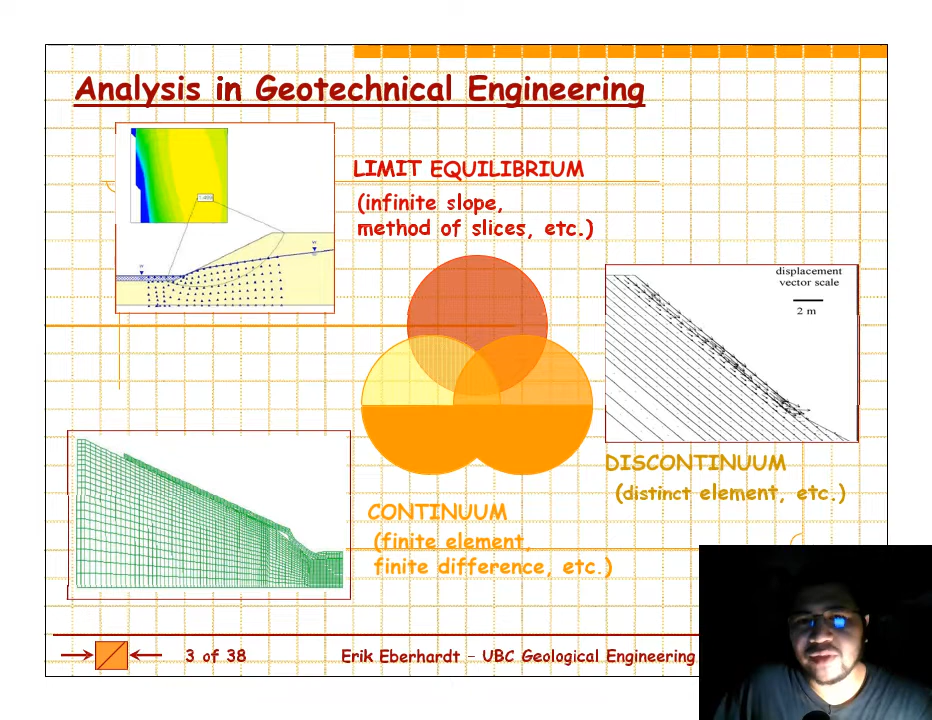 Analysis in Geotechnical Engineering
LIMIT EQUILIBRIUM
(infinite slope,
method of slices, etc.)
displacement
vector scale
2 m
DISCONTINUUM
(distinct element, etc.)
CONTINUUM
(finite element,
finite difference, etc.)
3 of 38
Erik Eberhardt – UBC Geological Engineering